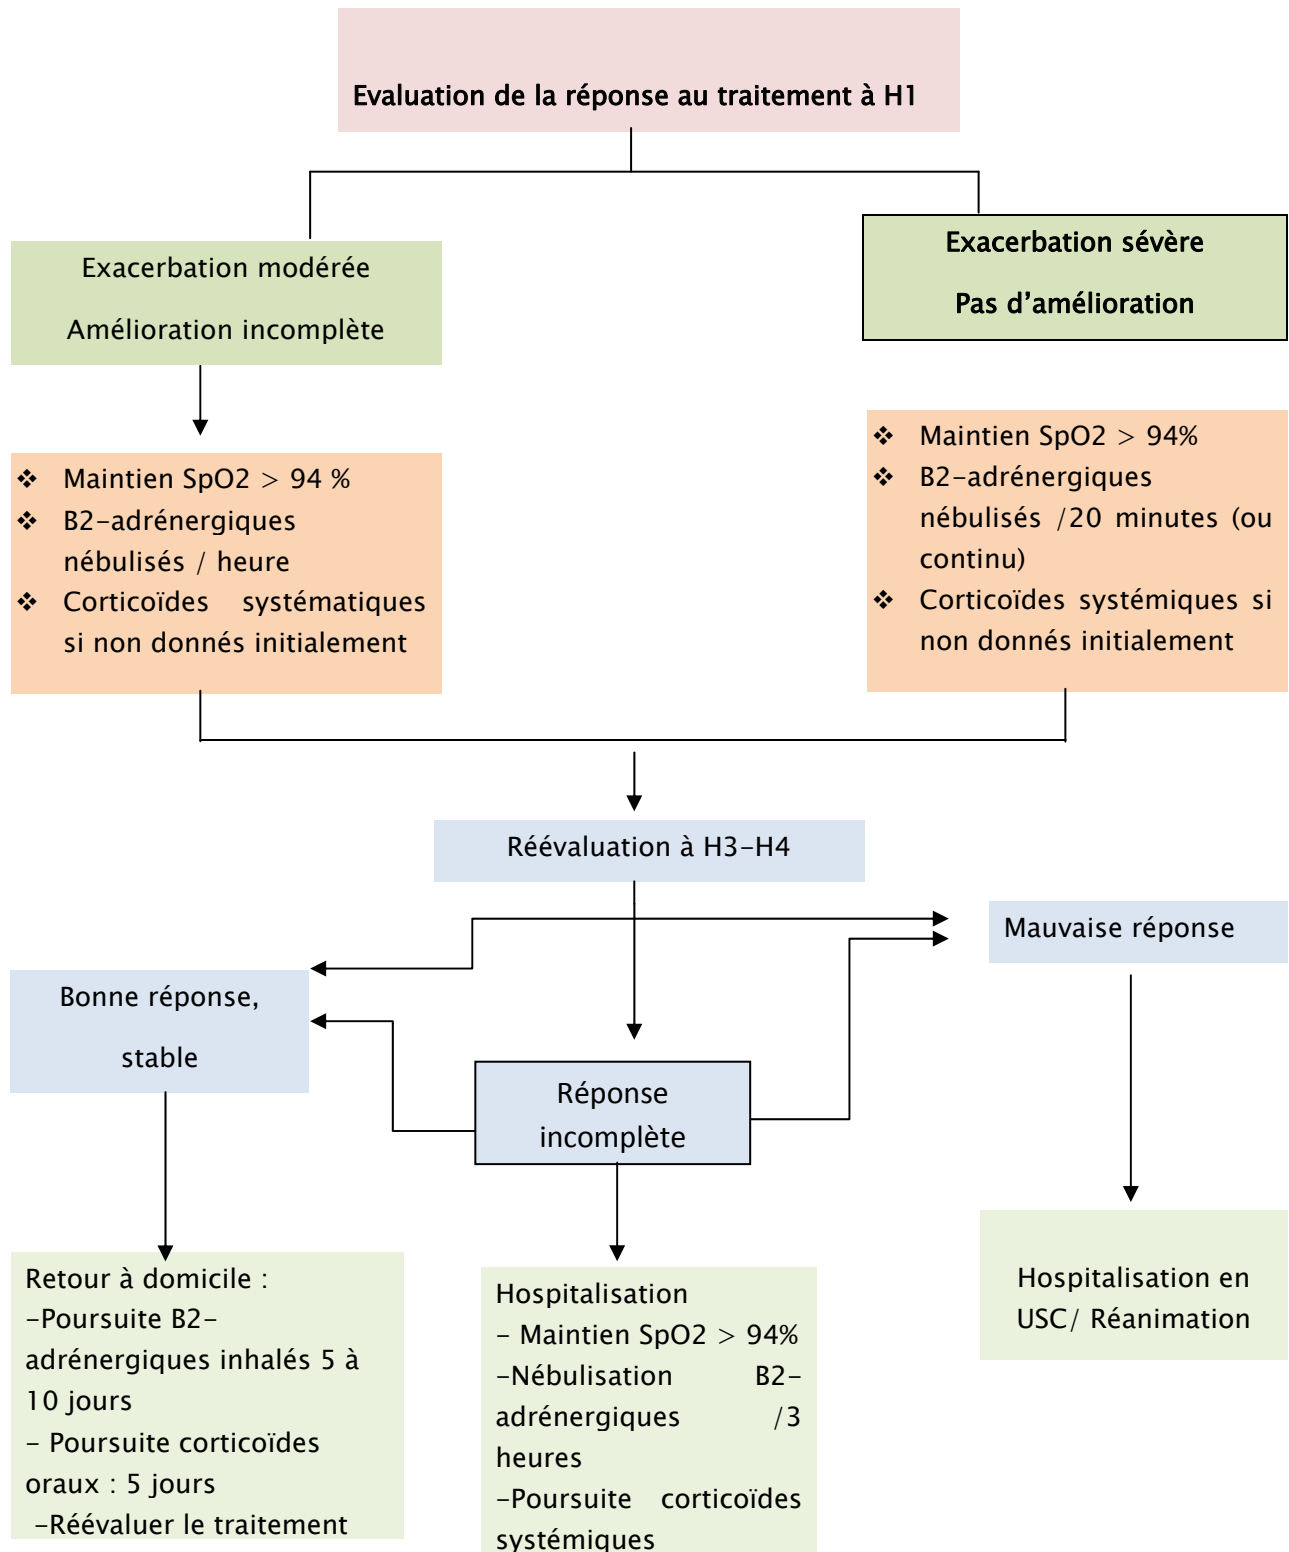 Evaluation de la réponse au traitement à H1
Exacerbation modérée
Amélioration incomplète
Exacerbation sévère
Pas d’amélioration
❖ Maintien SpO2 > 94 %
❖ B2-adrénergiques
nébulisés / heure
❖ Corticoïdes systématiques
si non donnés initialement
❖ Maintien SpO2 > 94%
❖ B2-adrénergiques
nébulisés /20 minutes (ou
continu)
❖ Corticoïdes systémiques si
non donnés initialement
Réévaluation à H3-H4
Mauvaise réponse
Bonne réponse,
stable
Réponse
incomplète
Retour à domicile :
-Poursuite B2-
adrénergiques inhalés 5 à
10 jours
- Poursuite corticoïdes
oraux : 5 jours
-Réévaluer le traitement
Hospitalisation
- Maintien SpO2 > 94%
-Nébulisation B2-
adrénergiques /3
heures
-Poursuite corticoïdes
systémiques
Hospitalisation en
USC/ Réanimation